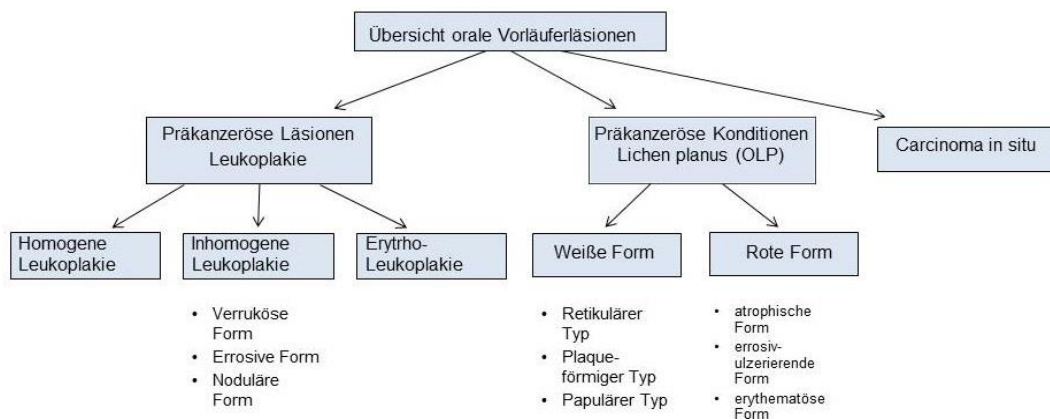 Übersicht orale Vorläuferläsionen
Präkanzeröse Läsionen
Leukoplakie
Präkanzeröse Konditionen
Lichen planus (OLP)
Carcinoma in situ
Homogene
Leukoplakie
Inhomogene
Leukoplakie
Erytrho-
Leukoplakie
Weiße Form
Rote Form
• Verruköse
Form
• Errosive Form
• Noduläre
Form
• Retikulärer
Typ
• Plaque-
förmiger Typ
• Papulärer Typ
• atrophische
Form
• errosiv-
ulzerierende
Form
• erythematöse
Form